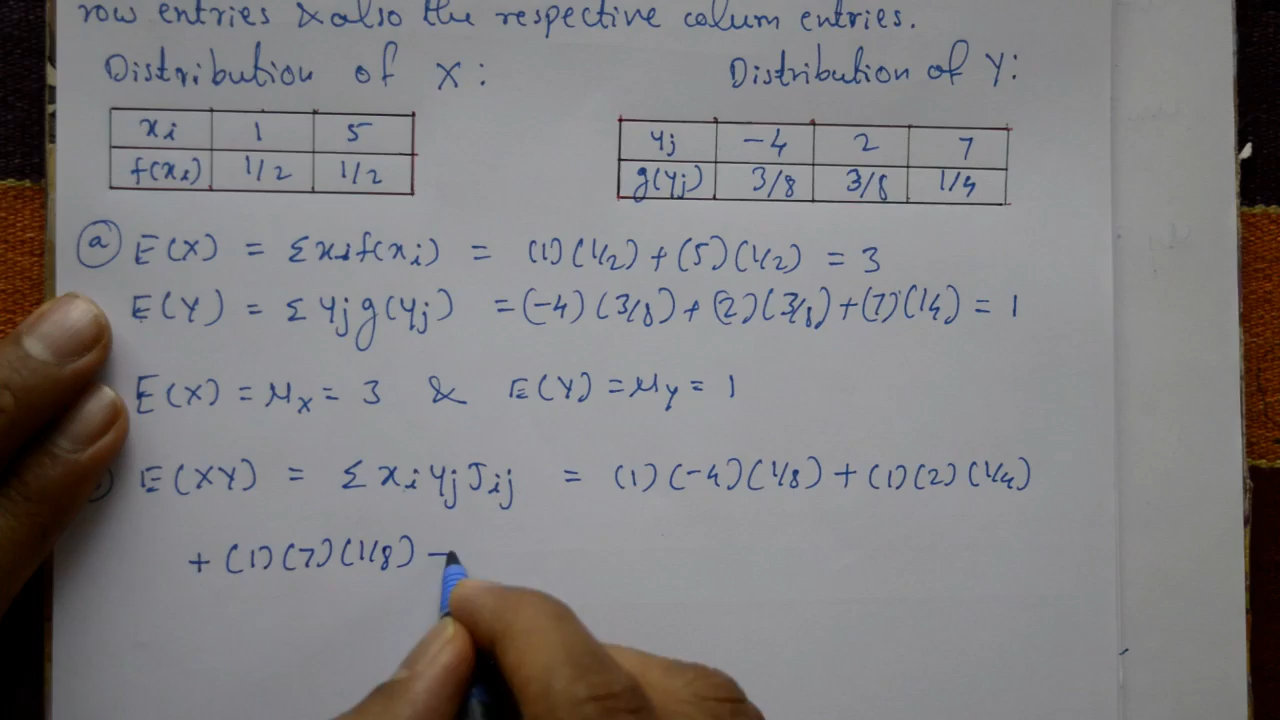 row entries & also the respective colum entries.
Distribution of X: Distribution of Y:
xi 1 5
f(xi) 1/2 1/2
yj -4 2 7
g(yj) 3/8 3/8 1/4
(a) E(X) = Σxif(xi) = (1)(1/2)+(5)(1/2) = 3
E(Y) = Σ yjg(yj) =(-4)(3/8)+(2)(3/8)+(7)(1/4) = 1
E(X) = μX = 3 & E(Y) = μy = 1
E(XY) = Σ xi yj Jij = (1)(-4)(1/8)+(1)(2)(1/4)
+ (1)(7)(1/8) -